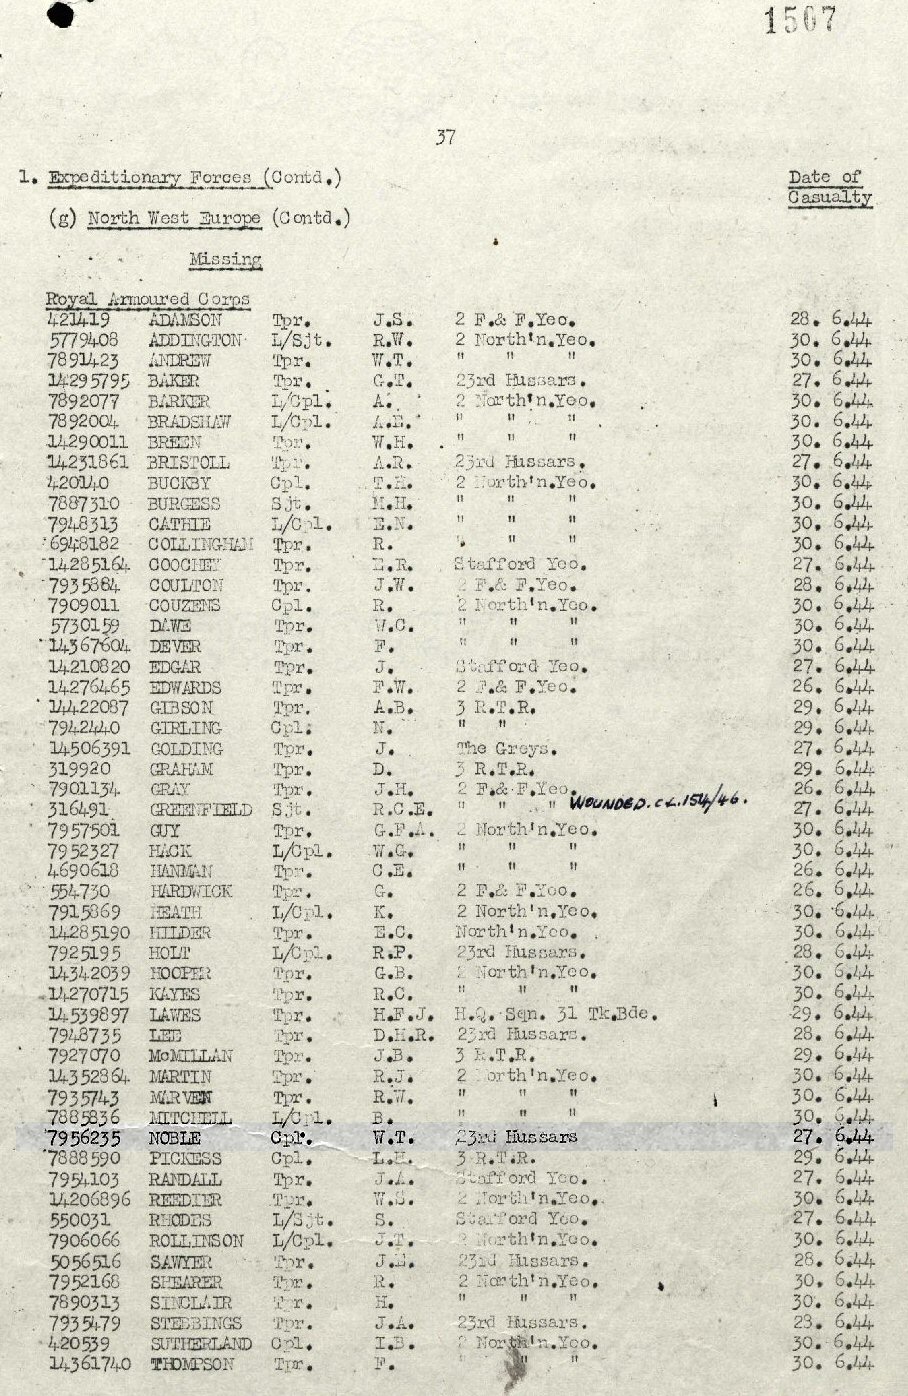 1507
37
1. Expeditionary Forces (Contd.) Date of
Casualty
(g) North West Europe (Contd.)
Missing
Royal Armoured Corps
421419 ADAMSON Tpr. J.S. 2 F.& F.Yeo. 28. 6.44
5779408 ADDINGTON L/Sjt. R.W. 2 North'n.Yeo. 30. 6.44
7891423 ANDREW Tpr. W.T. " " " 30. 6.44
14295795 BAKER Tpr. G.T. 23rd Hussars. 27. 6.44
7892077 BARKER L/Cpl. A. 2 North'n.Yeo. 30. 6.44
7892004 BRADSHAW L/Cpl. A.E. " " " 30. 6.44
14290011 BREEN Tpr. W.H. " " " 30. 6.44
14231861 BRISTOLL Tpr. A.R. 23rd Hussars. 27. 6.44
420140 BUCKBY Cpl. T.H. 2 North'n.Yeo. 30. 6.44
7887310 BURGESS Sjt. M.H. " " " 30. 6.44
7948313 CATHIE L/Cpl. E.N. " " " 30. 6.44
6948182 COLLINGHAM Tpr. R. " " " 30. 6.44
14285164 COOCHEY Tpr. E.R. Stafford Yeo. 27. 6.44
7935884 COULTON Tpr. J.W. 2 F.& F.Yeo. 28. 6.44
7909011 COUZENS Cpl. R. 2 North'n.Yeo. 30. 6.44
5730159 DAWE Tpr. W.C. " " " 30. 6.44
14367604 DEVER Tpr. F. " " " 30. 6.44
14210820 EDGAR Tpr. J. Stafford Yeo. 27. 6.44
14276465 EDWARDS Tpr. F.W. 2 F.& F.Yeo. 26. 6.44
14422087 GIBSON Tpr. A.B. 3 R.T.R. 29. 6.44
7942440 GIRLING Cpl. N. " " 29. 6.44
14506391 GOLDING Tpr. J. The Greys. 27. 6.44
319920 GRAHAM Tpr. D. 3 R.T.R. 29. 6.44
7901134 GRAY Tpr. J.H. 2 F.& F.Yeo. 26. 6.44
316491 GREENFIELD Sjt. R.C.E. " " " WOUNDED. CL.154/46. 27. 6.44
7957501 GUY Tpr. G.F.A. 2 North'n.Yeo. 30. 6.44
7952327 HACK L/Cpl. W.G. " " " 30. 6.44
4690618 HANMAN Tpr. C.E. " " " 26. 6.44
554730 HARDWICK Tpr. G. 2 F.& F.Yeo. 26. 6.44
7915869 HEATH L/Cpl. K. 2 North'n.Yeo. 30. 6.44
14285190 HILDER Tpr. E.C. North'n.Yeo. 30. 6.44
7925195 HOLT L/Cpl. R.P. 23rd Hussars. 28. 6.44
14342039 HOOPER Tpr. G.B. 2 North'n.Yeo. 30. 6.44
14270715 KAYES Tpr. R.C. " " " 30. 6.44
14539897 LAWES Tpr. H.F.J. H.Q. Sqn. 31 Tk.Bde. 29. 6.44
7948735 LEE Tpr. D.H.R. 23rd Hussars. 28. 6.44
7927070 McMILLAN Tpr. J.B. 3 R.T.R. 29. 6.44
14352864 MARTIN Tpr. R.J. 2 North'n.Yeo. 30. 6.44
7935743 MARVEN Tpr. R.W. " " " 30. 6.44
7885836 MITCHELL L/Cpl. B. " " " 30. 6.44
7956235 NOBLE Cpl. W.T. 23rd Hussars 27. 6.44
7888590 PICKESS Cpl. L.H. 3 R.T.R. 29. 6.44
7954103 RANDALL Tpr. J.A. Stafford Yeo. 27. 6.44
14206896 REEDIER Tpr. W.S. 2 North'n.Yeo. 30. 6.44
550031 RHODES L/Sjt. S. Stafford Yeo. 27. 6.44
7906066 ROLLINSON L/Cpl. J.T. 2 North'n.Yeo. 30. 6.44
5056516 SAWYER Tpr. J.E. 23rd Hussars. 28. 6.44
7952168 SHEARER Tpr. R. 2 North'n.Yeo. 30. 6.44
7890313 SINCLAIR Tpr. H. " " " 30. 6.44
7935479 STEBBINGS Tpr. J.A. 23rd Hussars. 28. 6.44
420539 SUTHERLAND Cpl. I.B. 2 North'n.Yeo. 30. 6.44
14361740 THOMPSON Tpr. F. " " " 30. 6.44